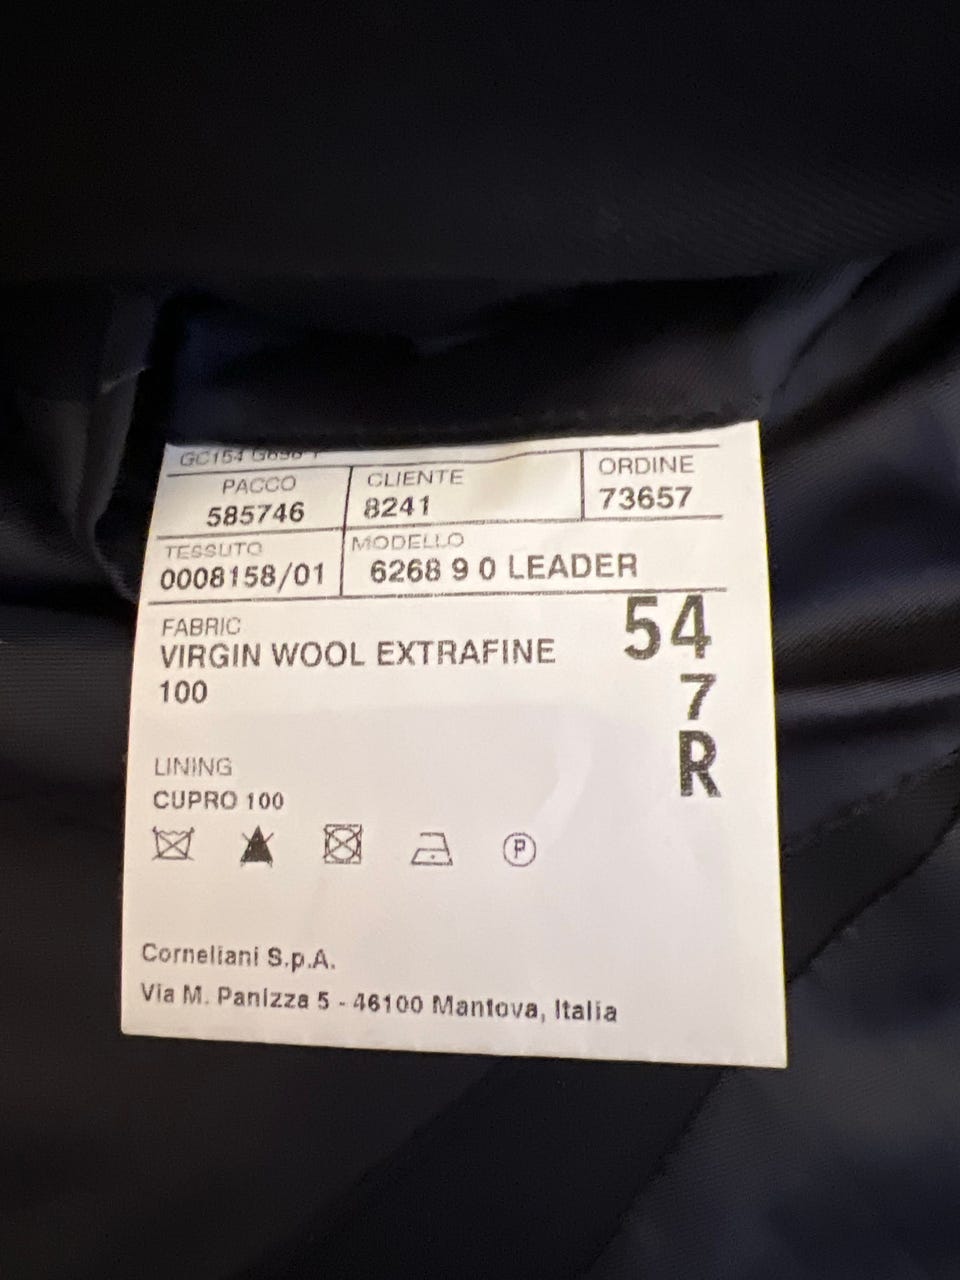 GC154
PACCO CLIENTE ORDINE
585746 8241 73657
TESSUTO MODELLO
0008158/01 6268 9 0 LEADER
FABRIC 54
VIRGIN WOOL EXTRAFINE
100 7
R
LINING
CUPRO 100
P
Corneliani S.p.A.
Via M. Panizza 5 - 46100 Mantova, Italia